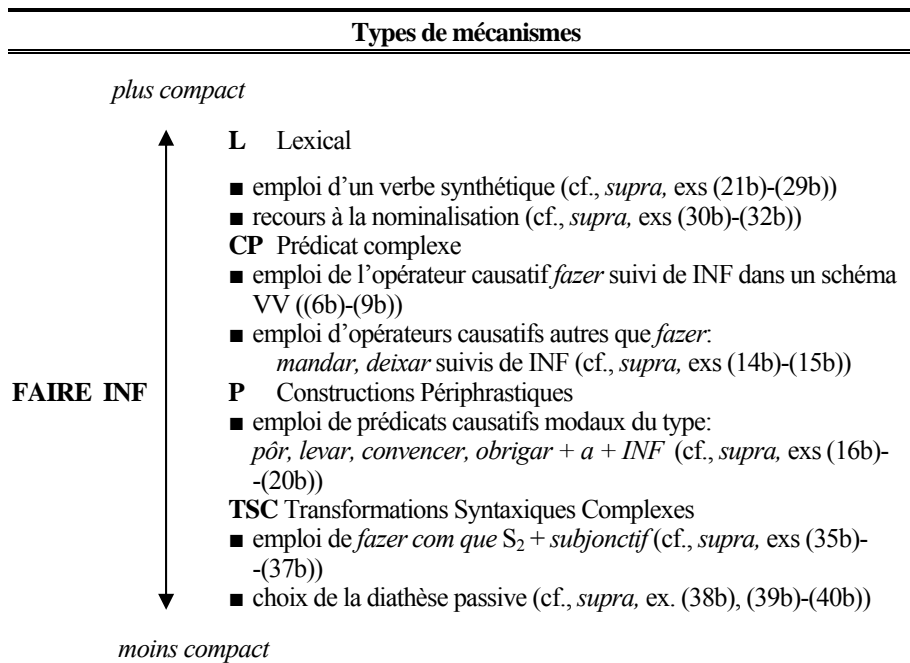 Types de mécanismes
plus compact
L Lexical
■ emploi d'un verbe synthétique (cf., supra, exs (21b)-(29b))
■ recours à la nominalisation (cf., supra, exs (30b)-(32b))
CP Prédicat complexe
■ emploi de l'opérateur causatif fazer suivi de INF dans un schéma
VV ((6b)-(9b))
■ emploi d'opérateurs causatifs autres que fazer:
mandar, deixar suivis de INF (cf., supra, exs (14b)-(15b))
FAIRE INF P Constructions Périphrastiques
■ emploi de prédicats causatifs modaux du type:
pôr, levar, convencer, obrigar + a + INF (cf., supra, exs (16b)-
-(20b))
TSC Transformations Syntaxiques Complexes
■ emploi de fazer com que S₂ + subjonctif (cf., supra, exs (35b)-
-(37b))
■ choix de la diathèse passive (cf., supra, ex. (38b), (39b)-(40b))
moins compact